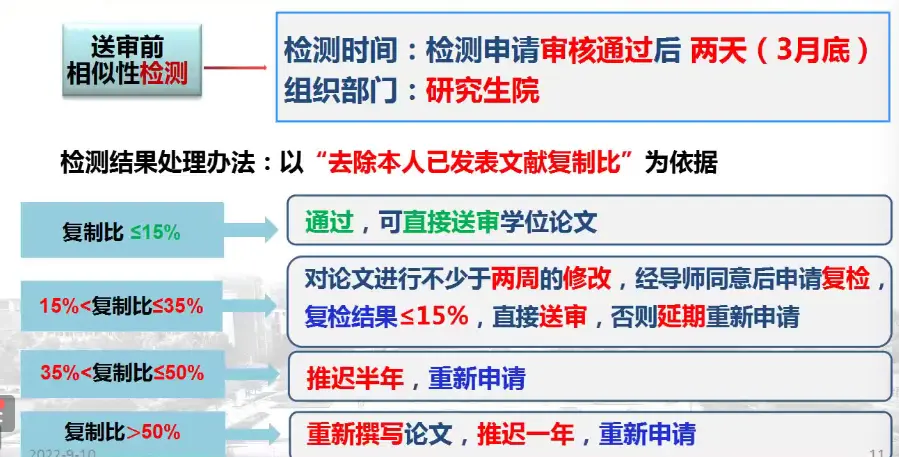 送审前
相似性检测
检测时间：检测申请审核通过后 两天（3月底）
组织部门：研究生院
检测结果处理办法：以“去除本人已发表文献复制比”为依据
复制比 ≤15%
通过，可直接送审学位论文
15%<复制比≤35%
对论文进行不少于两周的修改，经导师同意后申请复检，
复检结果≤15%，直接送审，否则延期重新申请
35%<复制比≤50%
推迟半年，重新申请
复制比>50%
重新撰写论文，推迟一年，重新申请
2022-9-10
11